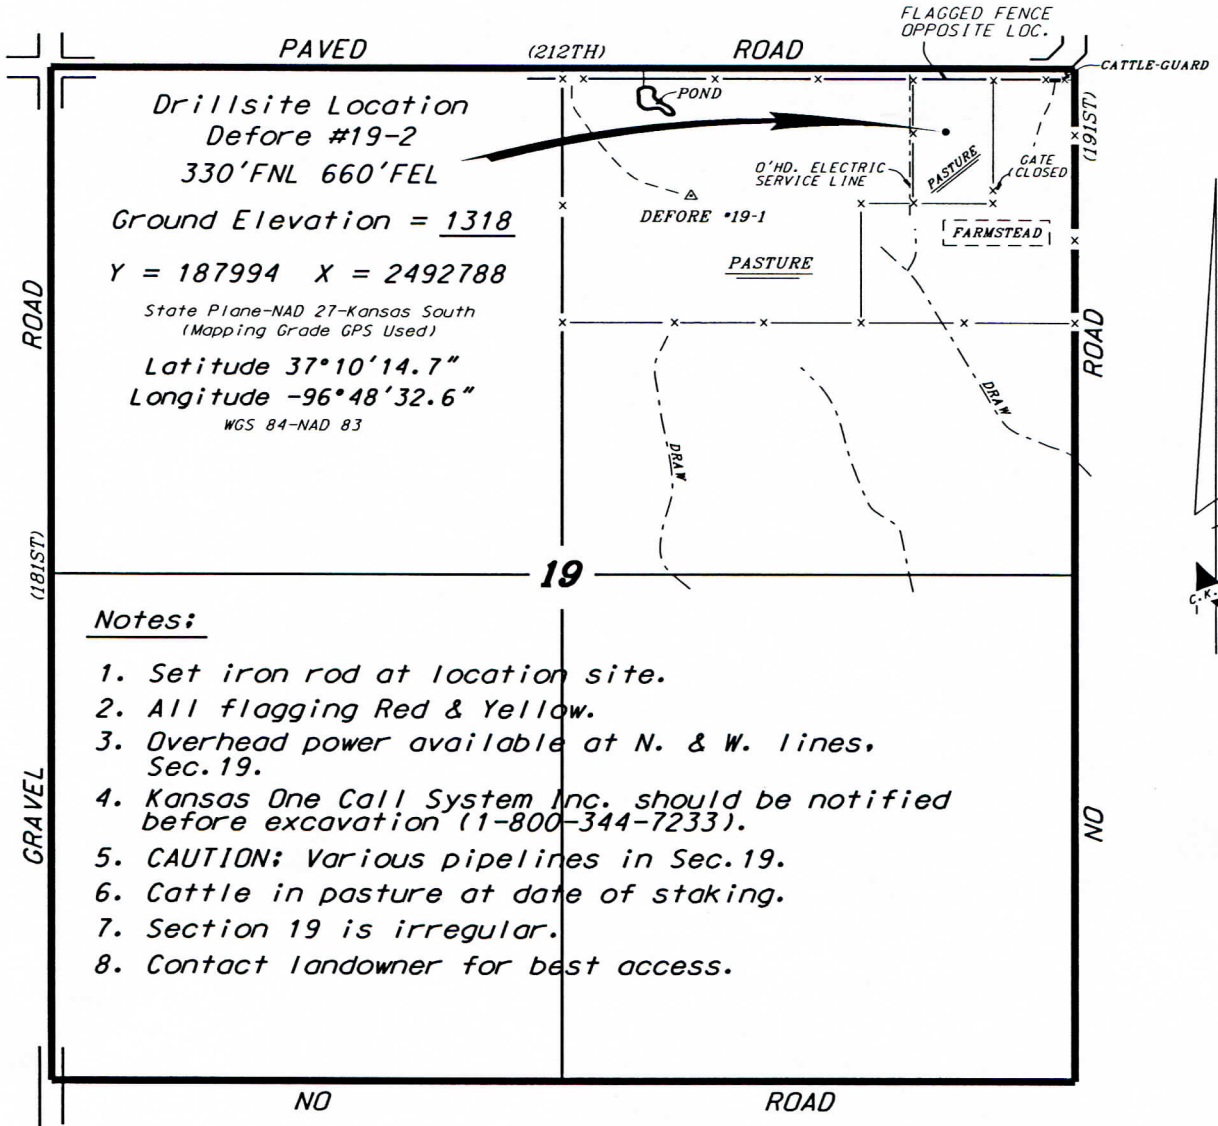 FLAGGED FENCE
OPPOSITE LOC.
PAVED (212TH) ROAD
CATTLE-GUARD
Drillsite Location
Defore #19-2
330'FNL 660'FEL
Ground Elevation = 1318
Y = 187994 X = 2492788
State Plane-NAD 27-Kansas South
(Mapping Grade GPS Used)
Latitude 37°10'14.7"
Longitude -96°48'32.6"
WGS 84-NAD 83
POND
(191ST)
O'HD. ELECTRIC
SERVICE LINE
PASTURE
GATE
CLOSED
DEFORE #19-1
FARMSTEAD
PASTURE
ROAD
ROAD
DRAW
DRAW
(181ST)
19
C.K.
Notes:
1. Set iron rod at location site.
2. All flagging Red & Yellow.
3. Overhead power available at N. & W. lines,
Sec.19.
4. Kansas One Call System Inc. should be notified
before excavation (1-800-344-7233).
5. CAUTION: Various pipelines in Sec.19.
6. Cattle in pasture at date of staking.
7. Section 19 is irregular.
8. Contact landowner for best access.
GRAVEL
NO
NO ROAD